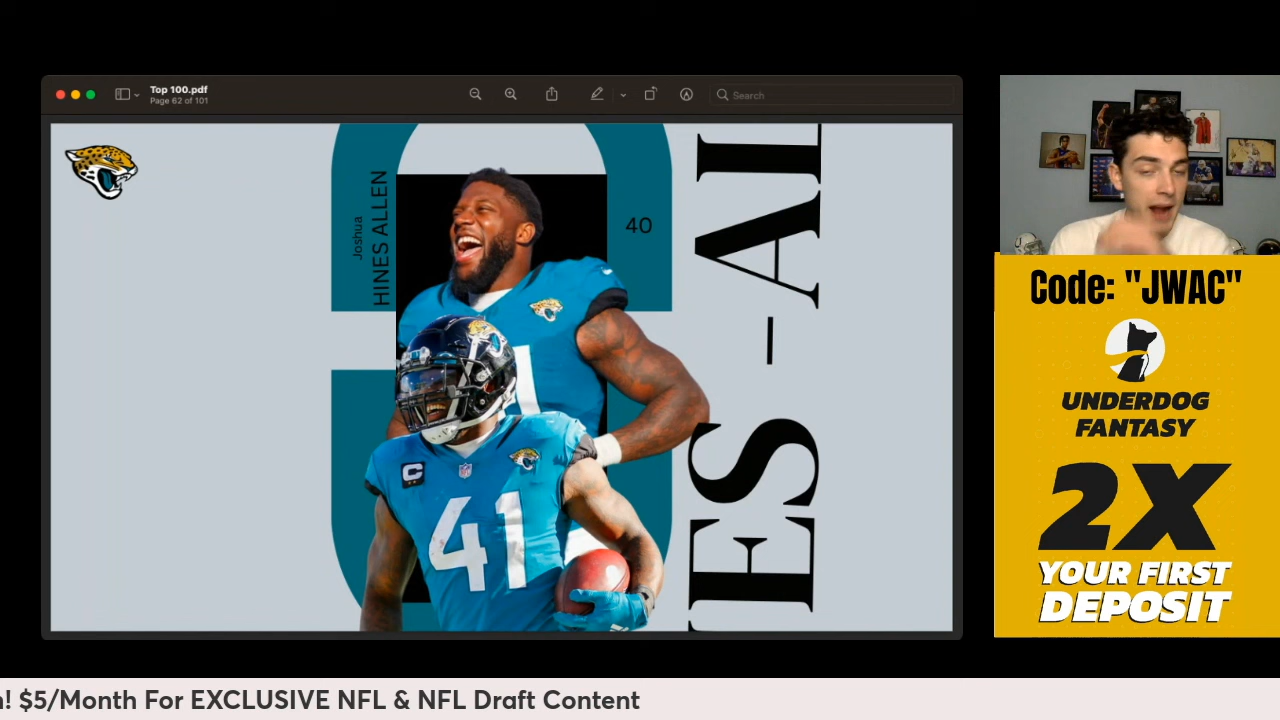 Top 100.pdf
Page 62 of 101
Search
Joshua
HINES ALLEN
40
ES-AL
41
C
Code: "JWAC"
UNDERDOG
FANTASY
2X
YOUR FIRST
DEPOSIT
! $5/Month For EXCLUSIVE NFL & NFL Draft Content